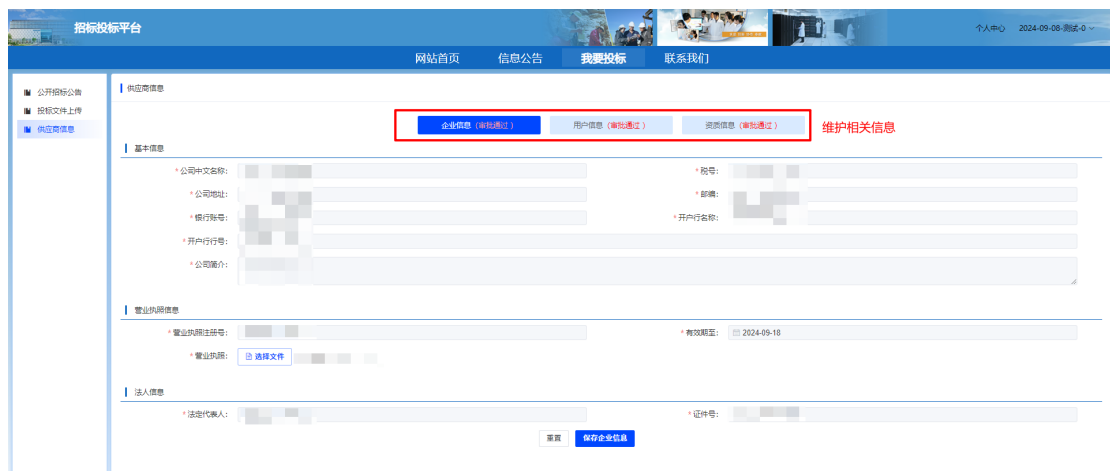 招标投标平台
个人中心 2024-09-08-测试-0
网站首页 信息公告 我要投标 联系我们
公开招标公告
投标文件上传
供应商信息
供应商信息
企业信息（审批通过） 用户信息（审批通过） 资质信息（审批通过） 维护相关信息
基本信息
*公司中文名称: *税号:
*公司地址: *邮编:
*银行账号: *开户行名称:
*开户行行号:
*公司简介:
营业执照信息
*营业执照注册号: *有效期至: 2024-09-18
*营业执照: 选择文件
法人信息
*法定代表人: *证件号:
重置 保存企业信息